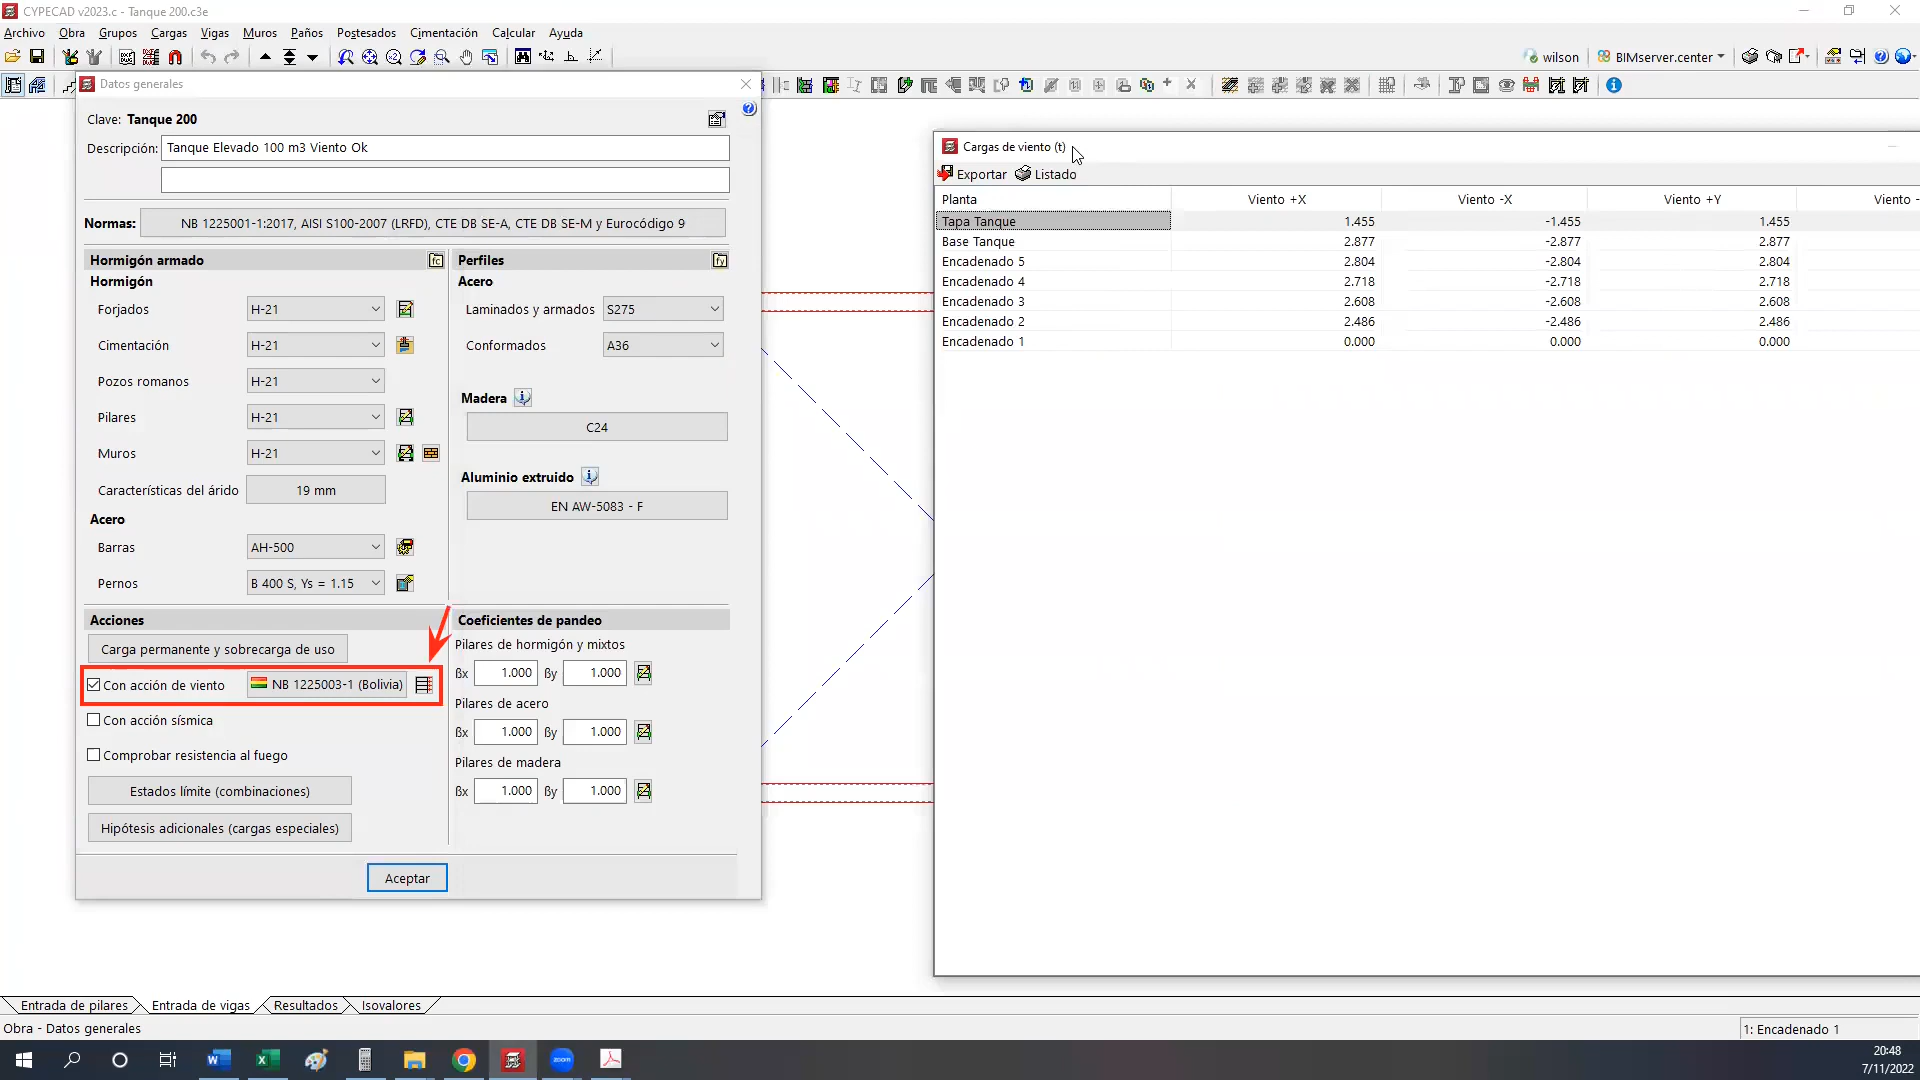 CYPECAD v2023.c - Tanque 200.c3e
Archivo Obra Grupos Cargas Vigas Muros Paños Postesados Cimentación Calcular Ayuda
wilson BIMserver.center
Datos generales
Clave: Tanque 200
Descripción: Tanque Elevado 100 m3 Viento Ok
Normas: NB 1225001-1:2017, AISI S100-2007 (LRFD), CTE DB SE-A, CTE DB SE-M y Eurocódigo 9
Hormigón armado
Hormigón
Forjados H-21
Cimentación H-21
Pozos romanos H-21
Pilares H-21
Muros H-21
Características del árido 19 mm
Acero
Barras AH-500
Pernos B 400 S, Ys = 1.15
Perfiles
Acero
Laminados y armados S275
Conformados A36
Madera
C24
Aluminio extruido
EN AW-5083 - F
Acciones
Carga permanente y sobrecarga de uso
Con acción de viento NB 1225003-1 (Bolivia)
Con acción sísmica
Comprobar resistencia al fuego
Estados límite (combinaciones)
Hipótesis adicionales (cargas especiales)
Coeficientes de pandeo
Pilares de hormigón y mixtos
ßx 1.000 ßy 1.000
Pilares de acero
ßx 1.000 ßy 1.000
Pilares de madera
ßx 1.000 ßy 1.000
Aceptar
Cargas de viento (t)
Exportar Listado
Planta Viento +X Viento -X Viento +Y Viento -
Tapa Tanque 1.455 -1.455 1.455
Base Tanque 2.877 -2.877 2.877
Encadenado 5 2.804 -2.804 2.804
Encadenado 4 2.718 -2.718 2.718
Encadenado 3 2.608 -2.608 2.608
Encadenado 2 2.486 -2.486 2.486
Encadenado 1 0.000 0.000 0.000
Entrada de pilares Entrada de vigas Resultados Isovalores
Obra - Datos generales
1: Encadenado 1
20:48
7/11/2022